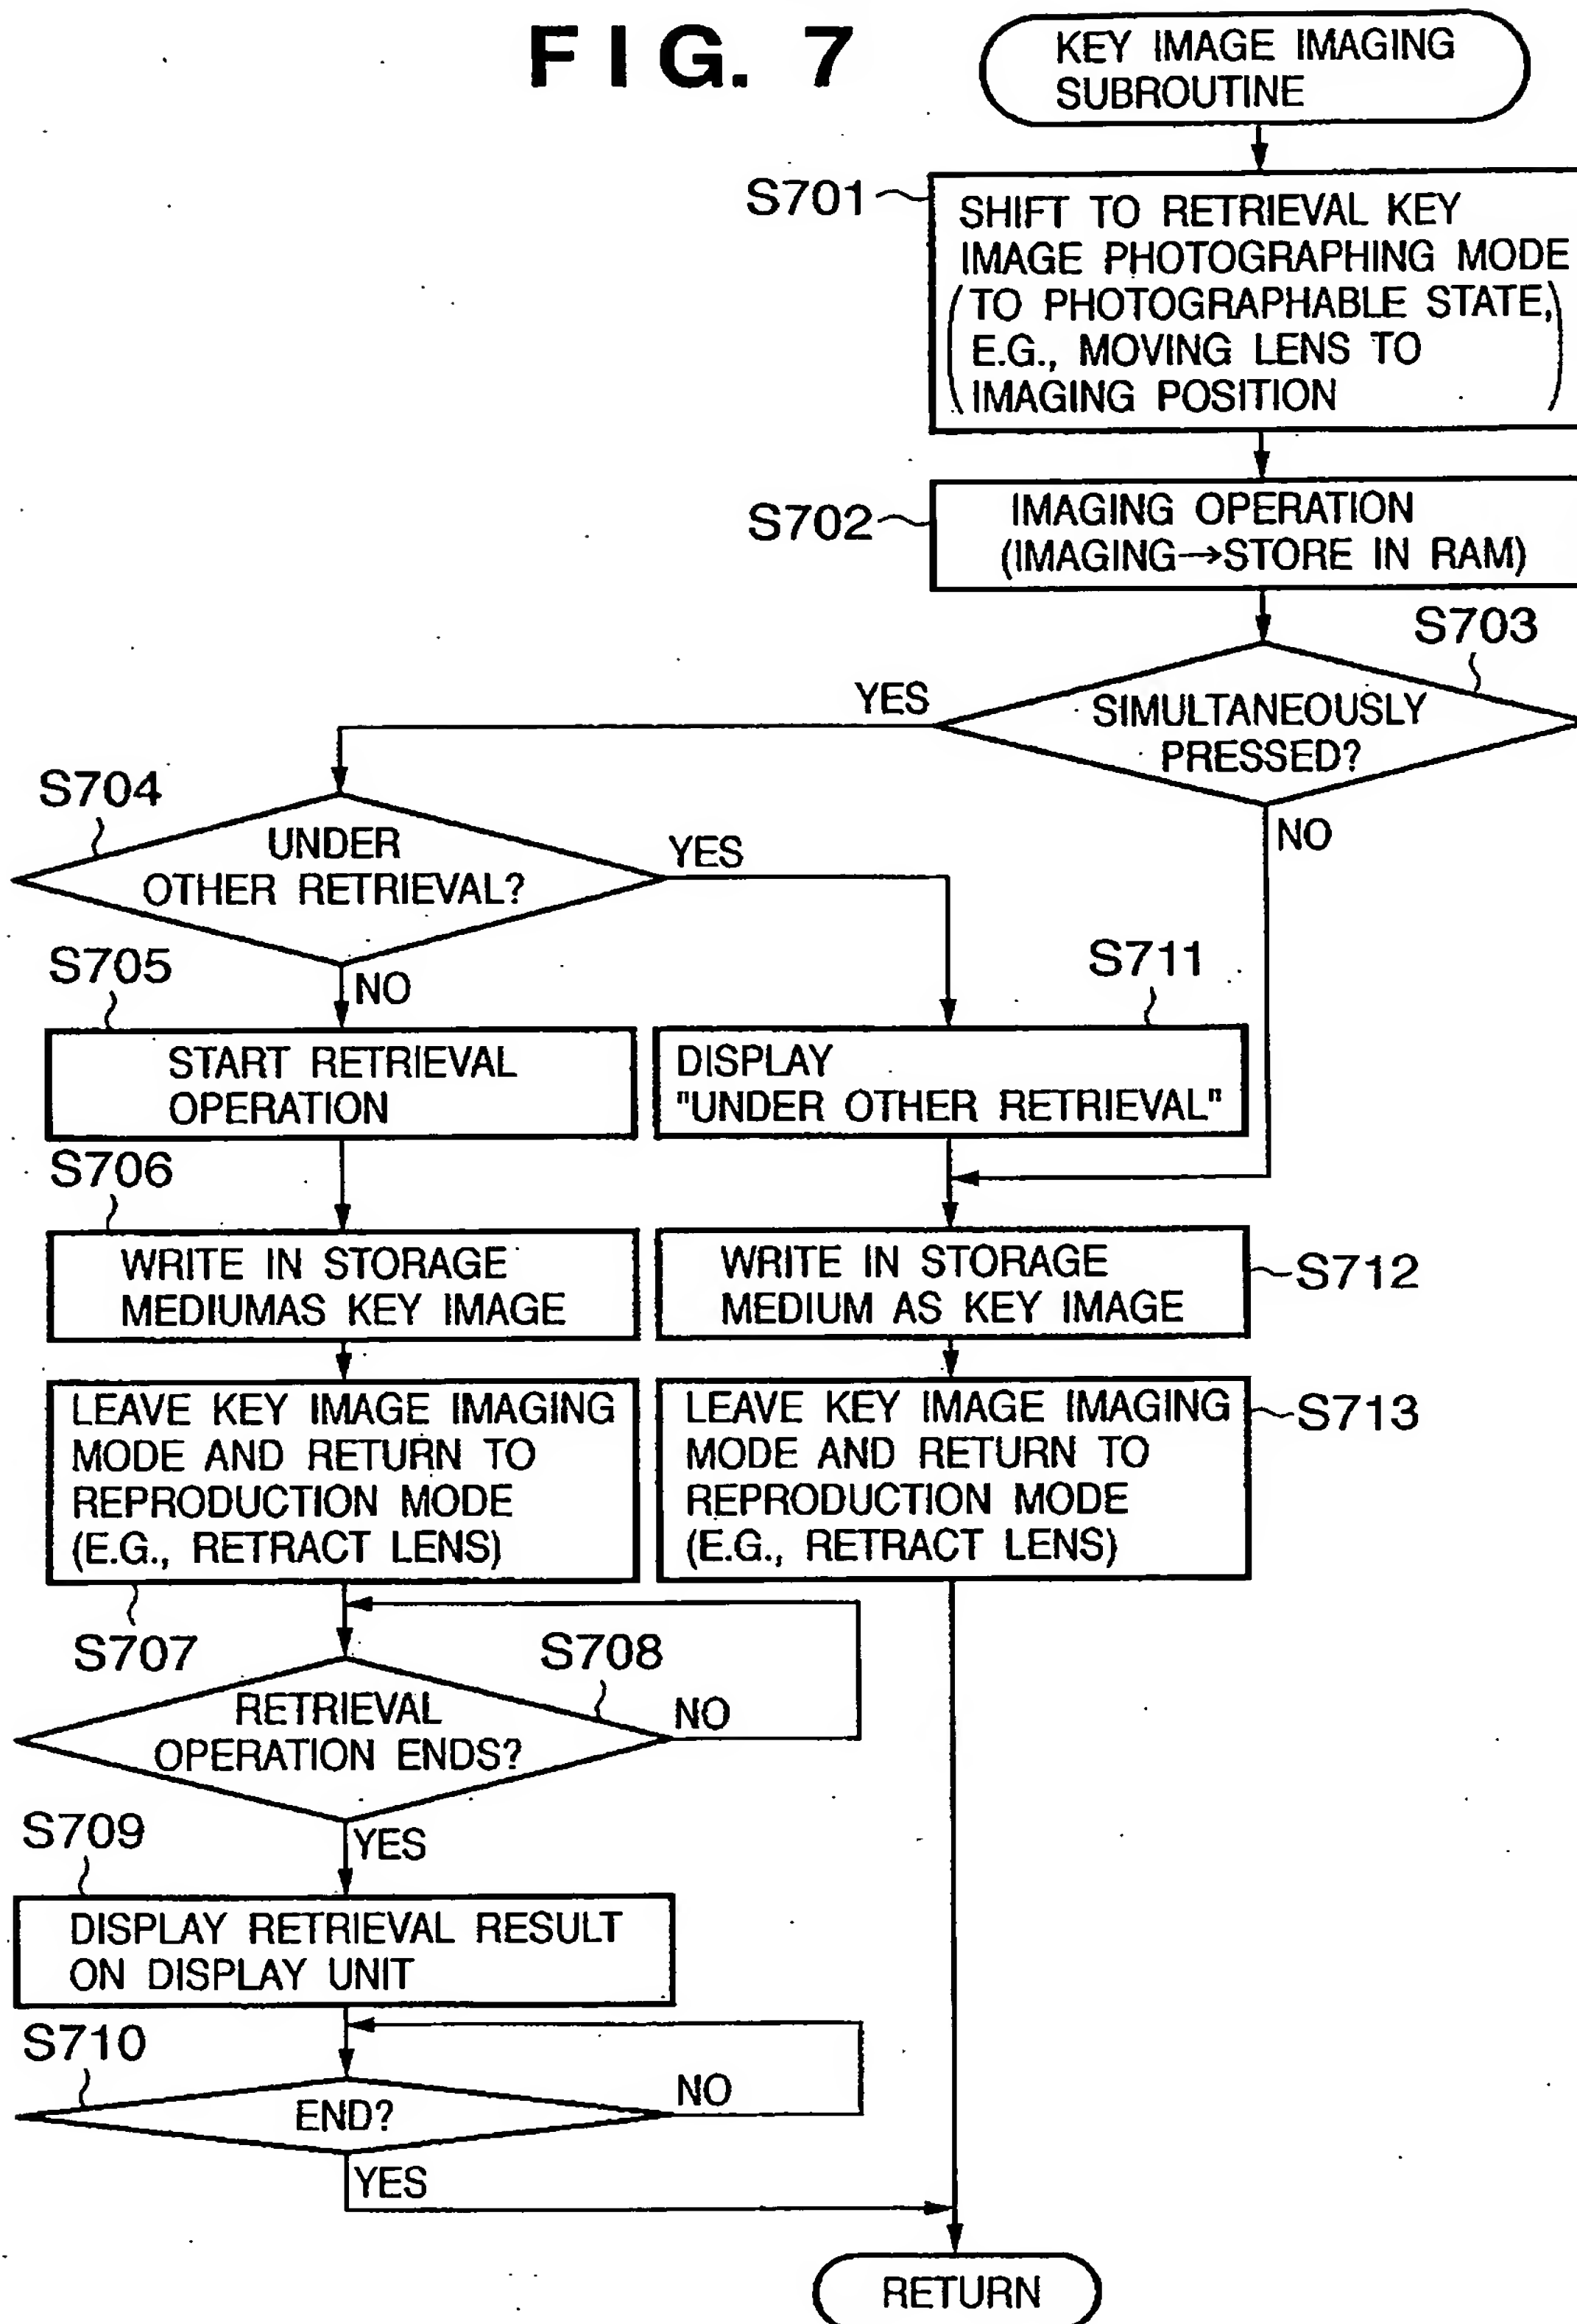 FIG. 7
KEY IMAGE IMAGING
SUBROUTINE
S701
SHIFT TO RETRIEVAL KEY
IMAGE PHOTOGRAPHING MODE
(TO PHOTOGRAPHABLE STATE,
E.G., MOVING LENS TO
IMAGING POSITION)
S702
IMAGING OPERATION
(IMAGING→STORE IN RAM)
S703
SIMULTANEOUSLY
PRESSED?
YES
NO
S704
UNDER
OTHER RETRIEVAL?
YES
NO
S705
START RETRIEVAL
OPERATION
S711
DISPLAY
"UNDER OTHER RETRIEVAL"
S706
WRITE IN STORAGE
MEDIUMAS KEY IMAGE
WRITE IN STORAGE
MEDIUM AS KEY IMAGE
S712
LEAVE KEY IMAGE IMAGING
MODE AND RETURN TO
REPRODUCTION MODE
(E.G., RETRACT LENS)
S707
LEAVE KEY IMAGE IMAGING
MODE AND RETURN TO
REPRODUCTION MODE
(E.G., RETRACT LENS)
S713
S708
RETRIEVAL
OPERATION ENDS?
NO
YES
S709
DISPLAY RETRIEVAL RESULT
ON DISPLAY UNIT
S710
END?
NO
YES
RETURN